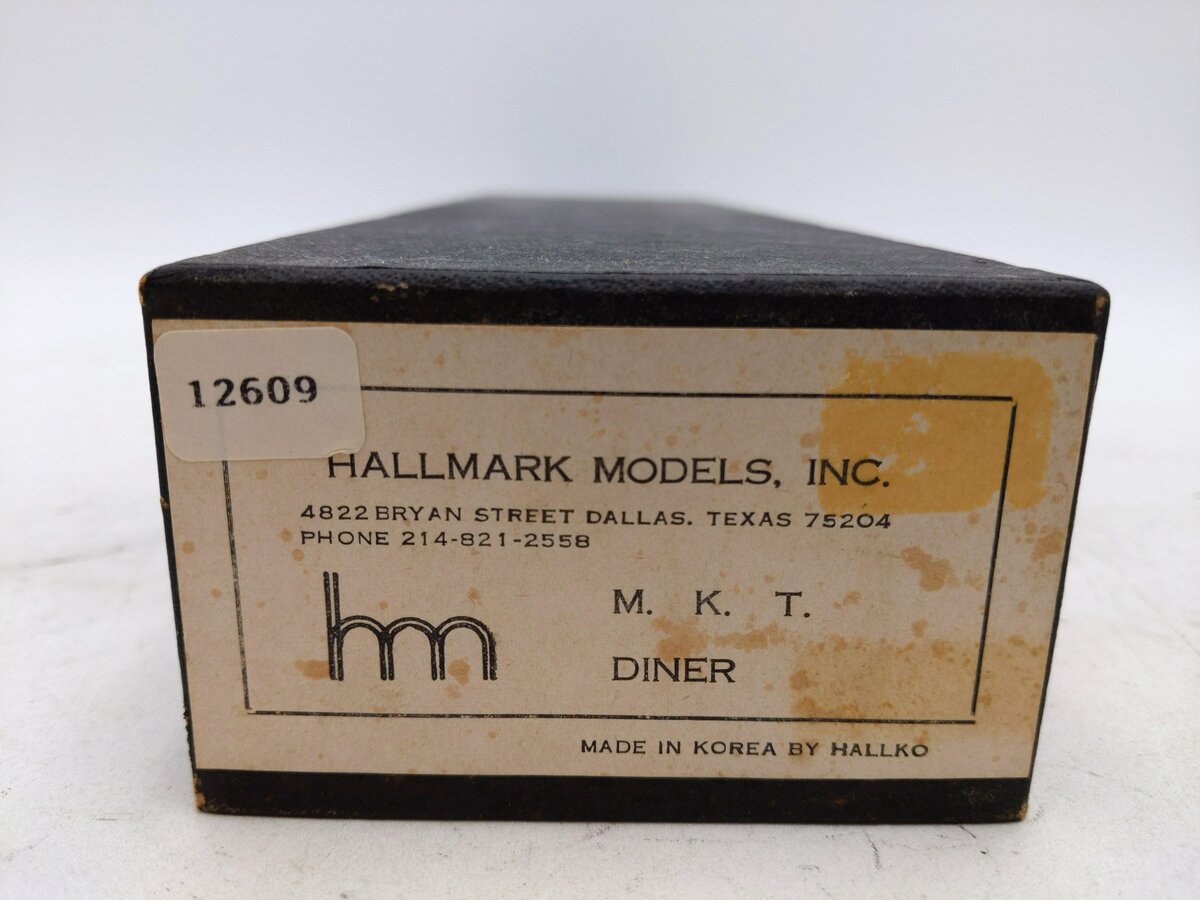 12609
HALLMARK MODELS, INC.
4822 BRYAN STREET DALLAS. TEXAS 75204
PHONE 214-821-2558
hm
M. K. T.
DINER
MADE IN KOREA BY HALLKO